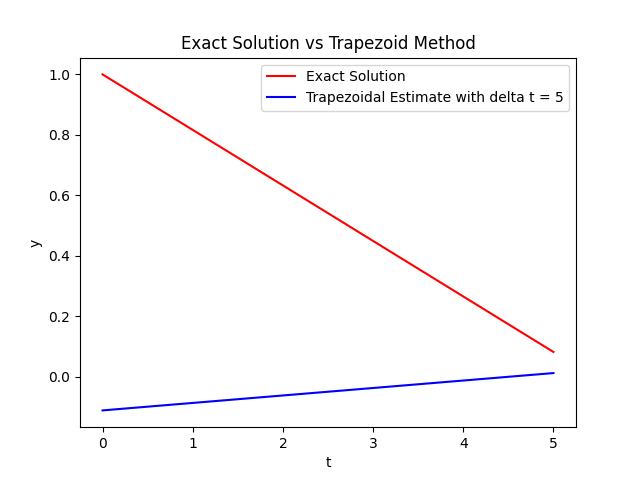 Exact Solution vs Trapezoid Method
Exact Solution
Trapezoidal Estimate with delta t = 5
y
1.0
0.8
0.6
0.4
0.2
0.0
0 1 2 3 4 5
t